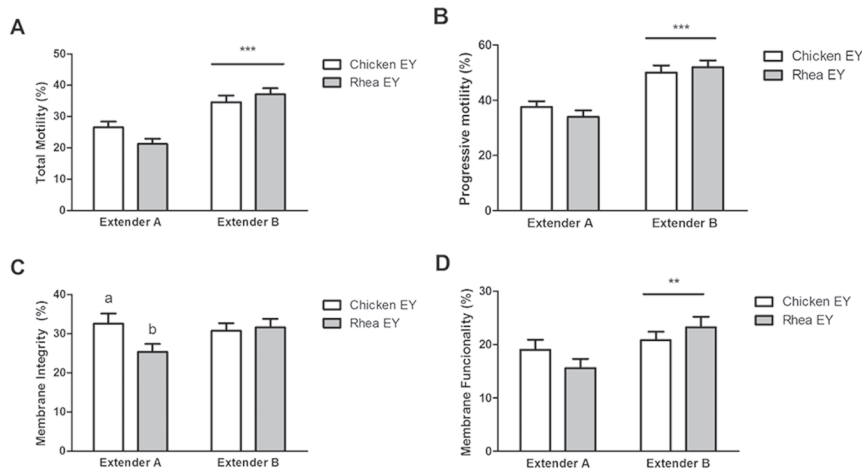 A
Total Motility (%)
50
40
30
20
10
0
Extender A
Extender B
***
Chicken EY
Rhea EY
B
Progressive motility (%)
60
40
60
0
Extender A
Extender B
***
Chicken EY
Rhea EY
C
Membrane Integrity (%)
40
30
30
10
0
a
b
Extender A
Extender B
Chicken EY
Rhea EY
D
Membrane Funcionality (%)
30
20
10
0
Extender A
Extender B
**
Chicken EY
Rhea EY